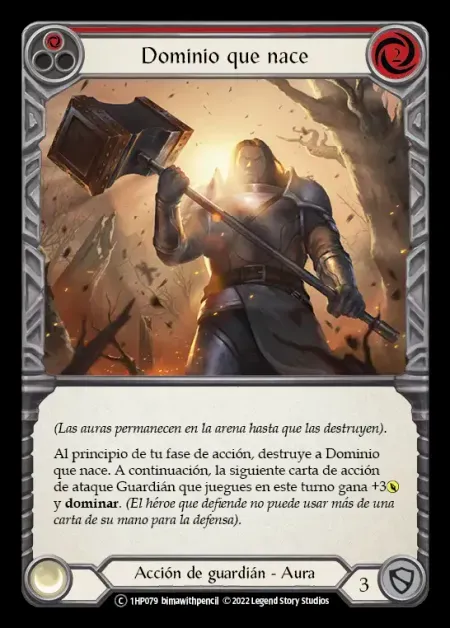 Dominio que nace
2
(Las auras permanecen en la arena hasta que las destruyen).
Al principio de tu fase de acción, destruye a Dominio
que nace. A continuación, la siguiente carta de acción
de ataque Guardián que juegues en este turno gana +3
y dominar. (El héroe que defiende no puede usar más de una
carta de su mano para la defensa).
Acción de guardián - Aura
3
C 1HP079 bimawithpencil © 2022 Legend Story Studios